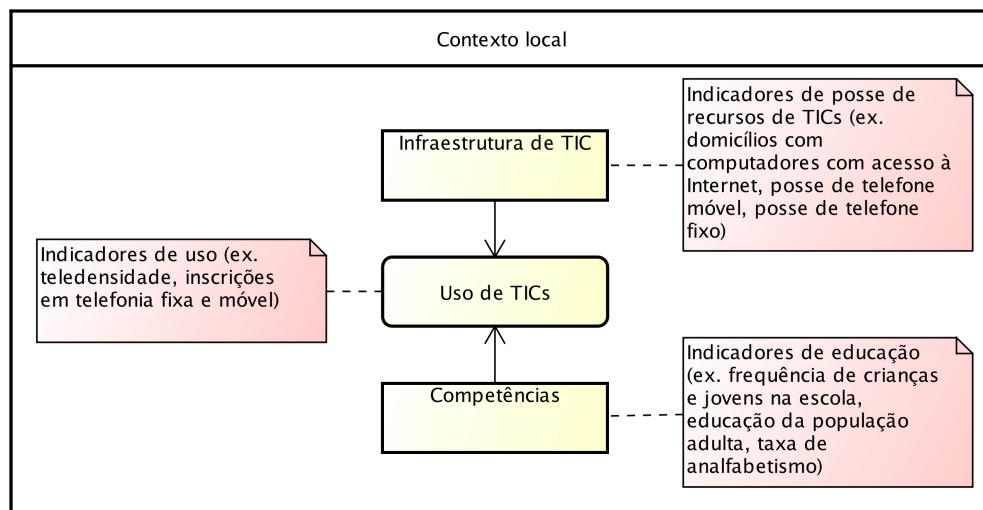 Contexto local
Infraestrutura de TIC
Indicadores de posse de
recursos de TICs (ex.
domicílios com
computadores com acesso à
Internet, posse de telefone
móvel, posse de telefone
fixo)
Indicadores de uso (ex.
teledensidade, inscrições
em telefonia fixa e móvel)
Uso de TICs
Competências
Indicadores de educação
(ex. frequência de crianças
e jovens na escola,
educação da população
adulta, taxa de
analfabetismo)